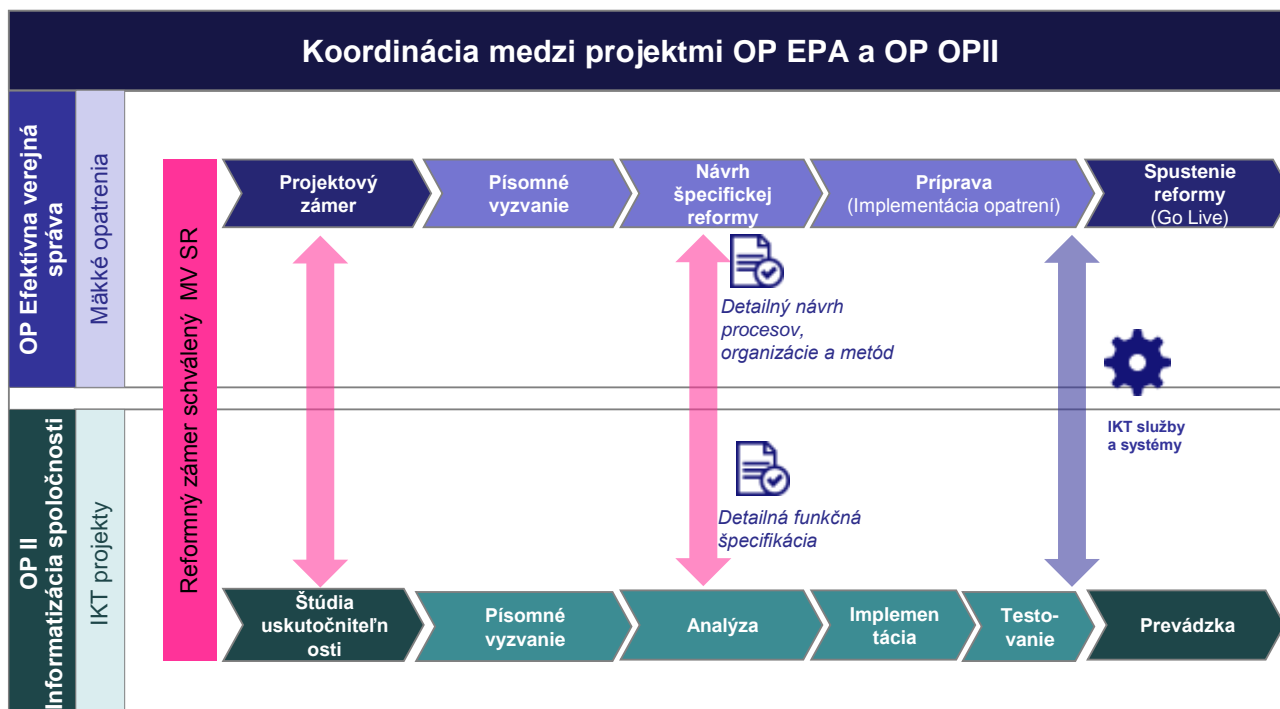 Koordinácia medzi projektmi OP EPA a OP OPII
OP Efektívna verejná
správa
Mäkké opatrenia
Reformný zámer schválený MV SR
Projektový
zámer
Písomné
vyzvanie
Návrh
špecifickej
reformy
Príprava
(Implementácia opatrení)
Spustenie
reformy
(Go Live)
Detailný návrh
procesov,
organizácie a metód
IKT služby
a systémy
OP II
Informatizácia spoločnosti
IKT projekty
Detailná funkčná
špecifikácia
Štúdia
uskutočniteľn
osti
Písomné
vyzvanie
Analýza
Implemen
tácia
Testo-
vanie
Prevádzka